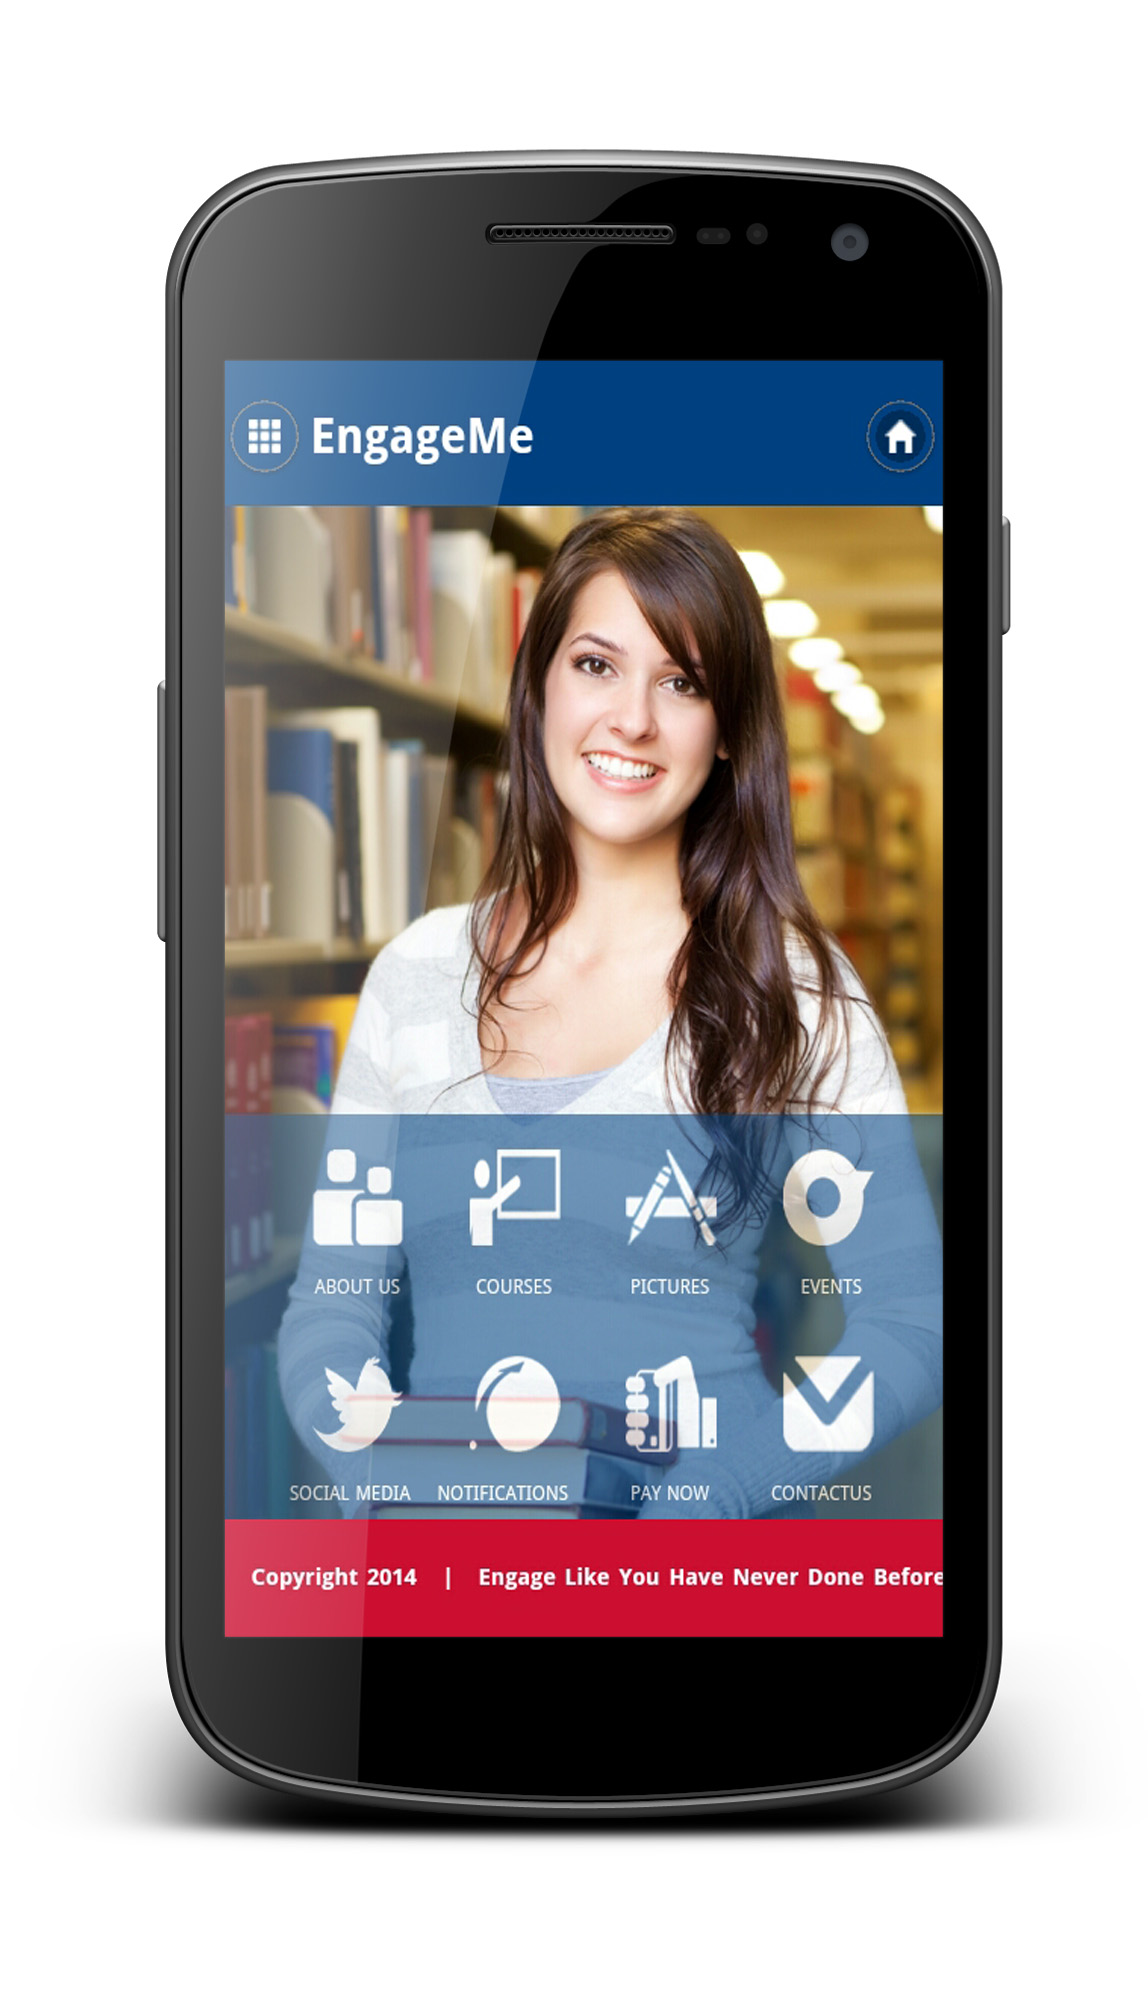 EngageMe
ABOUT US COURSES PICTURES EVENTS
SOCIAL MEDIA NOTIFICATIONS PAY NOW CONTACTUS
Copyright 2014 | Engage Like You Have Never Done Before